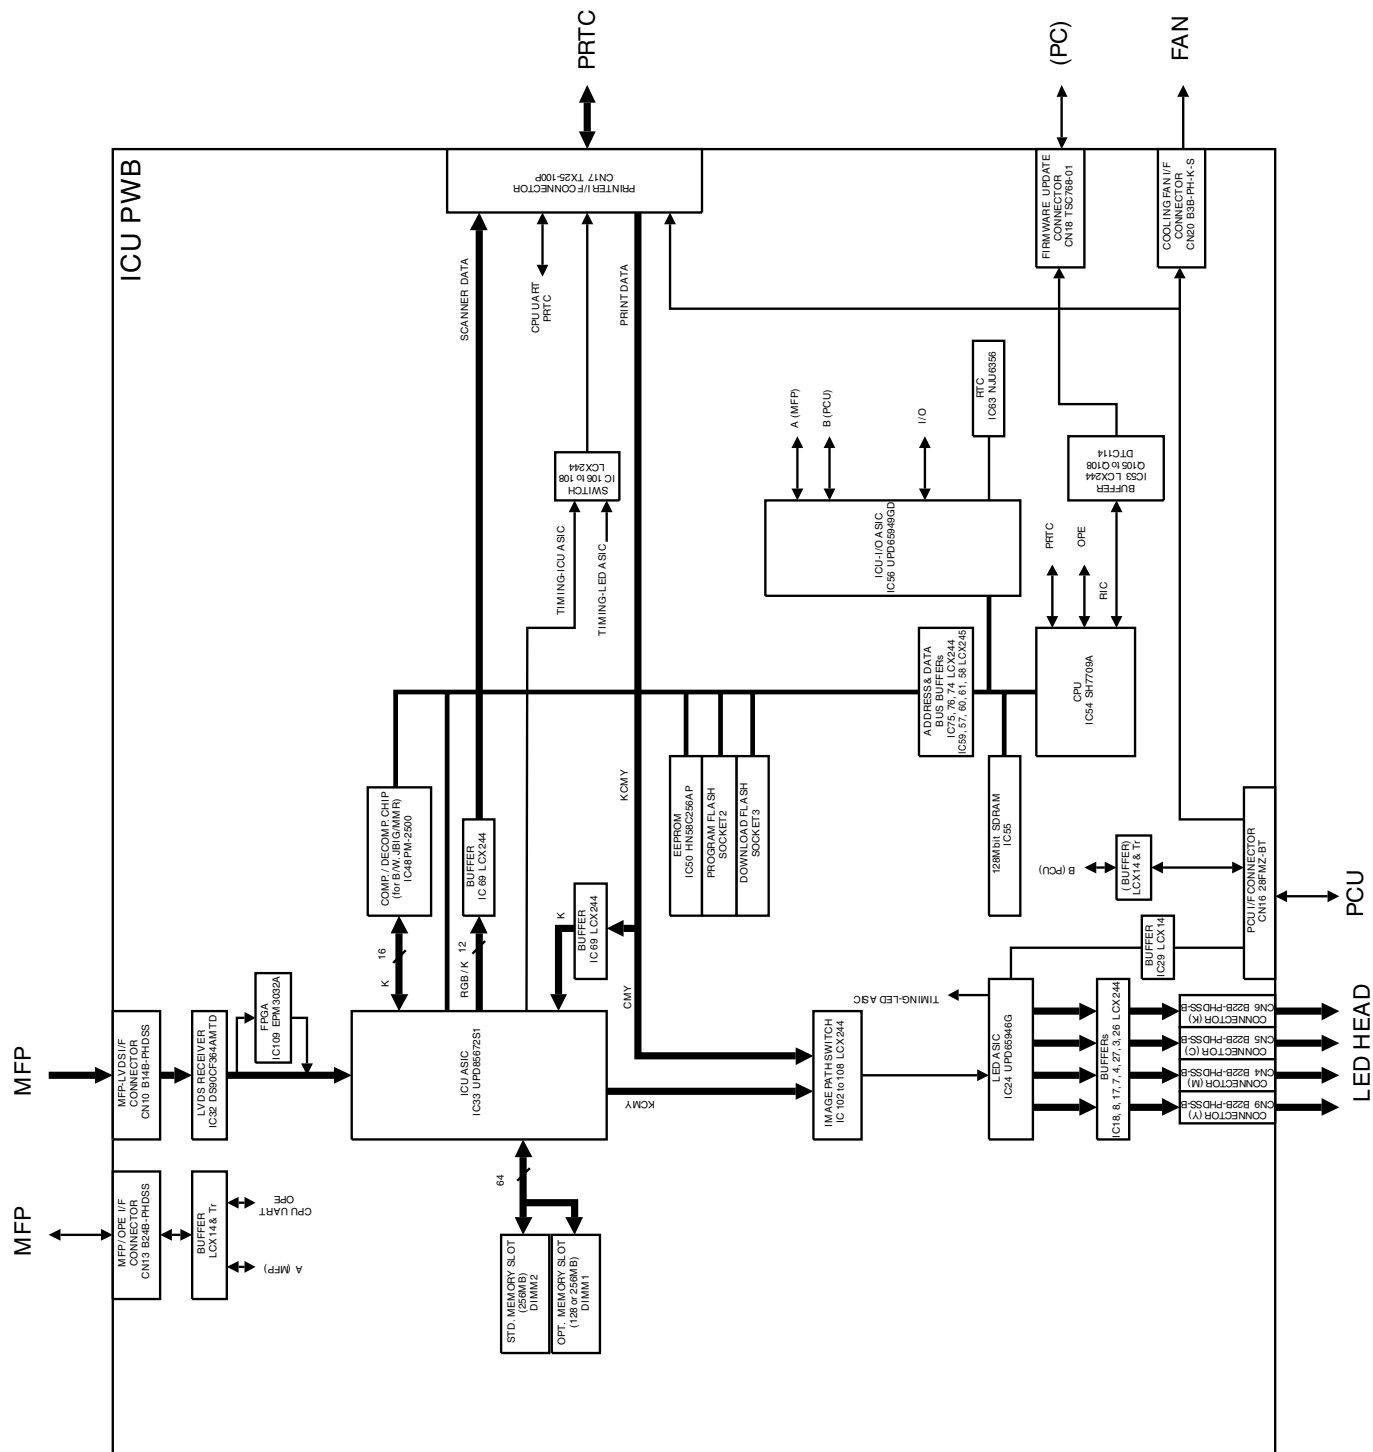 ICU PWB
MFP
MFP
PRTC
(PC)
FAN
PCU
LED HEAD
MFP-LVDSI/F
CONNECTOR
CN10 B14B-PHDSS
LVDS RECEIVER
IC32 DS90CF364AMTD
FPGA
IC109 EPM3032A
MFP/OPE I/F
CONNECTOR
CN13 B24B-PHDSS
BUFFER
LCX14 & Tr
A (MFP)
CPU UART
OPE
ICU ASIC
IC33 UPD85672S1
64
STD. MEMORY SLOT
(256MB)
DIMM2
OPT. MEMORY SLOT
(128 or 256MB)
DIMM1
K
16
RGB / K
12
COMP. / DECOMP. CHIP
(for B/W. JBIG/MMR)
IC48 PM-2500
BUFFER
IC 69 LCX244
K
BUFFER
IC69 LCX244
CMY
KCMY
KCMY
SCANNER DATA
CPU UART
PRTC
PRINT DATA
PRINTER I/F CONNECTOR
CN17 TX25-100P
SWITCH
IC 106 to 108
LCX244
TIMING-ICU ASIC
TIMING-LED ASIC
EEPROM
IC50 HN58C256AP
PROGRAM FLASH
SOCKET2
DOWNLOAD FLASH
SOCKET3
ICU-I/O ASIC
IC56 UPD65949GD
A (MFP)
B (PCU)
I/O
RTC
IC63 NJU6356
ADDRESS & DATA
BUS BUFFERs
IC75, 76, 74 LCX244
IC59, 57, 60, 61, 58 LCX245
128Mbit SDRAM
IC55
CPU
IC54 SH7709A
PRTC
OPE
RIC
BUFFER
IC53 LCX244
Q105 to Q108
DTC114
FIRMWARE UPDATE
CONNECTOR
CN18 TSC768-01
COOLING FAN I/F
CONNECTOR
CN20 B3B-PH-K-S
IMAGE PATH SWITCH
IC 102 to 108 LCX244
TIMING-LED ASIC
LED ASIC
IC24 UPD65946G
BUFFERs
IC18, 8, 17, 7, 4, 27, 3, 26 LCX244
CONNECTOR (K)
CN6 B22B-PHDSS-B
CONNECTOR (C)
CN5 B22B-PHDSS-B
CONNECTOR (M)
CN4 B22B-PHDSS-B
CONNECTOR (Y)
CN9 B22B-PHDSS-B
B (PCU)
( BUFFER)
LCX14 & Tr
BUFFER
IC29 LCX14
PCU I/F CONNECTOR
CN16 28FMZ-BT